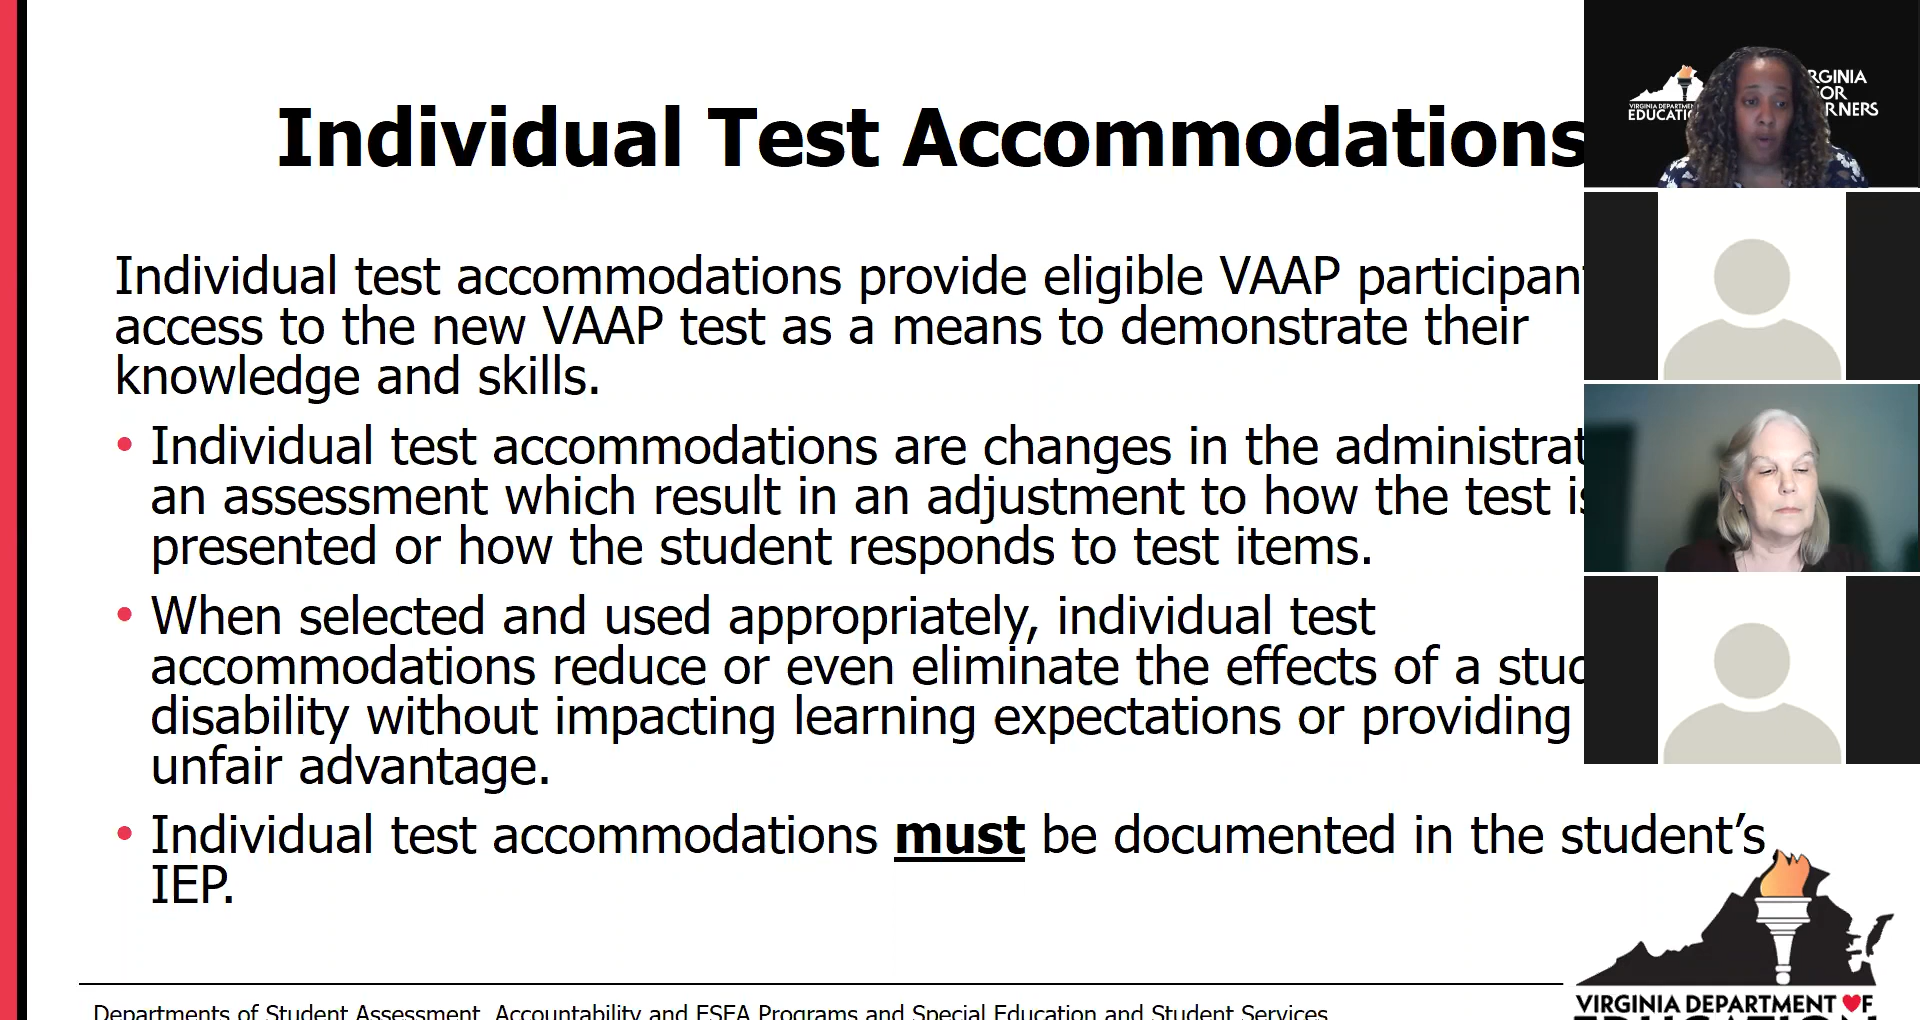 Individual Test Accommodations
Individual test accommodations provide eligible VAAP participan
access to the new VAAP test as a means to demonstrate their
knowledge and skills.
• Individual test accommodations are changes in the administrat
an assessment which result in an adjustment to how the test is
presented or how the student responds to test items.
• When selected and used appropriately, individual test
accommodations reduce or even eliminate the effects of a stud
disability without impacting learning expectations or providing
unfair advantage.
• Individual test accommodations must be documented in the student’s
IEP.
Departments of Student Assessment, Accountability and ESEA Programs and Special Education and Student Services
VIRGINIA DEPARTMENT OF
EDUCATION
VIRGINIA DEPARTM
EDUCATI
RGINIA
FOR
RNERS